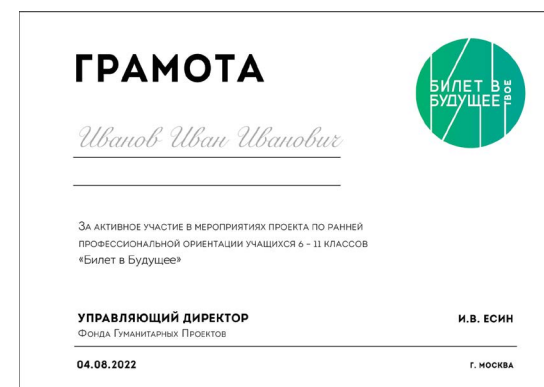 ГРАМОТА
БИЛЕТ В
БУДУЩЕЕ
ТВОЕ
Иванов Иван Иванович
За активное участие в мероприятиях проекта по ранней
профессиональной ориентации учащихся 6 – 11 классов
«Билет в Будущее»
УПРАВЛЯЮЩИЙ ДИРЕКТОР
И.В. ЕСИН
Фонда Гуманитарных Проектов
04.08.2022
Г. МОСКВА